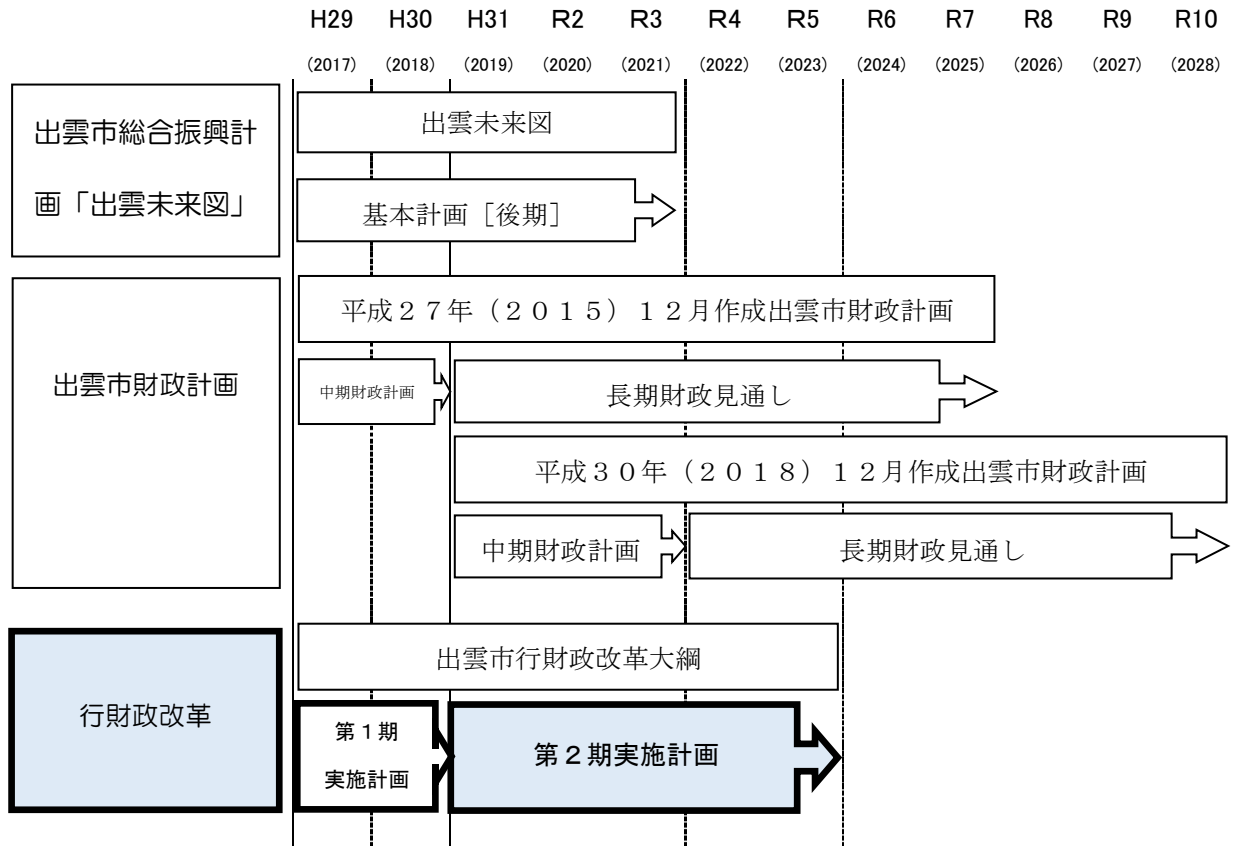 H29 H30 H31 R2 R3 R4 R5 R6 R7 R8 R9 R10
(2017) (2018) (2019) (2020) (2021) (2022) (2023) (2024) (2025) (2026) (2027) (2028)
出雲市総合振興計
画「出雲未来図」
出雲未来図
基本計画［後期］
出雲市財政計画
平成２７年（２０１５）１２月作成出雲市財政計画
中期財政計画
長期財政見通し
平成３０年（２０１８）１２月作成出雲市財政計画
中期財政計画
長期財政見通し
行財政改革
出雲市行財政改革大綱
第１期
実施計画
第２期実施計画